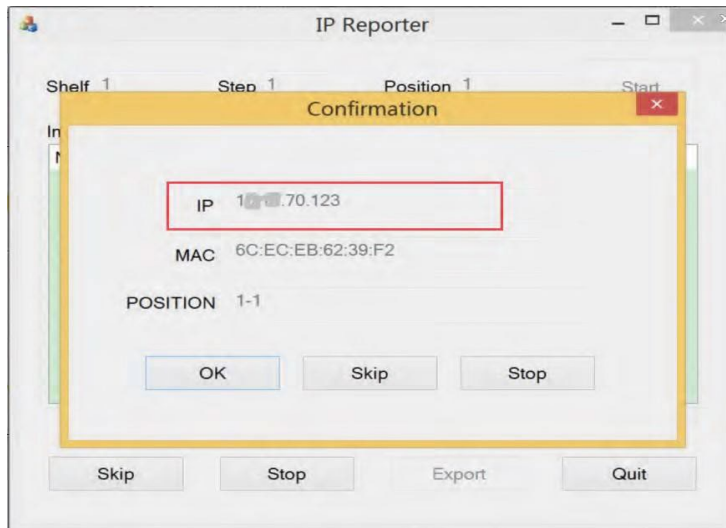 IP Reporter
Shelf 1 Step 1 Position 1 Start
Confirmation
In
IP .70.123
MAC 6C:EC:EB:62:39:F2
POSITION 1-1
OK Skip Stop
Skip Stop Export Quit